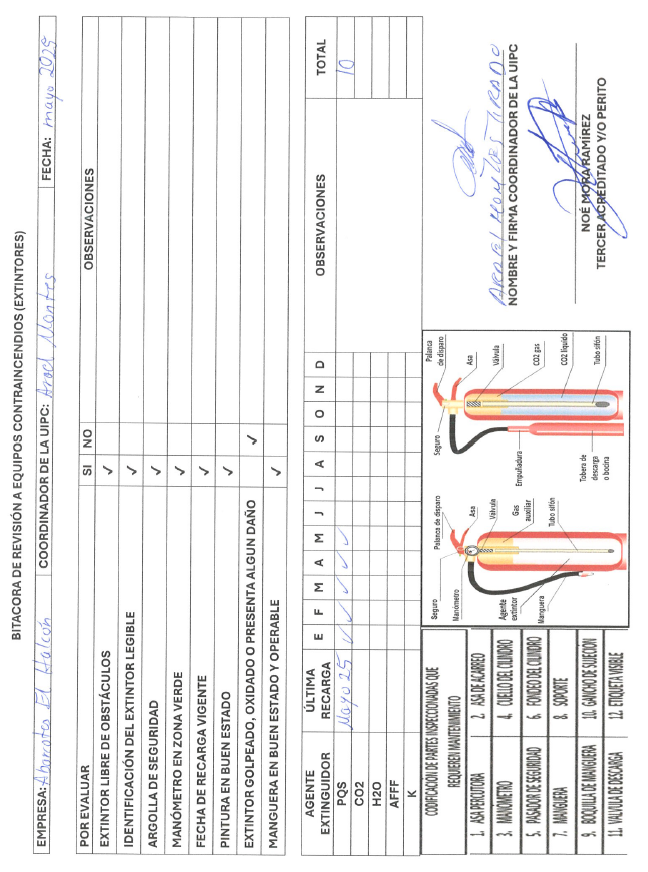 BITACORA DE REVISIÓN A EQUIPOS CONTRAINCENDIOS (EXTINTORES)
EMPRESA: Abarrotes El Halcón COORDINADOR DE LA UIPC: Arael Montes FECHA: mayo 2025
POR EVALUAR SI NO OBSERVACIONES
EXTINTOR LIBRE DE OBSTÁCULOS ✓
IDENTIFICACIÓN DEL EXTINTOR LEGIBLE ✓
ARGOLLA DE SEGURIDAD ✓
MANÓMETRO EN ZONA VERDE ✓
FECHA DE RECARGA VIGENTE ✓
PINTURA EN BUEN ESTADO ✓
EXTINTOR GOLPEADO, OXIDADO O PRESENTA ALGUN DAÑO ✓
MANGUERA EN BUEN ESTADO Y OPERABLE ✓
AGENTE EXTINGUIDOR ÚLTIMA RECARGA E F M A M J J A S O N D OBSERVACIONES TOTAL
PQS Mayo 25 ✓ ✓ ✓ ✓ ✓ 10
CO2
H2O
AFFF
K
CODIFICACION DE PARTES INSPECCIONADAS QUE
REQUIEREN MANTENIMIENTO
1. ASA PERCUTORA 2. ASA DE ACARREO
3. MANOMETRO 4. CUELLO DEL CILINDRO
5. PASADOR DE SEGURIDAD 6. FONDEO DEL CILINDRO
7. MANGUERA 8. SOPORTE
9. BOQUILLA DE MANGUERA 10. GANCHO DE SUJECION
11. VALVULA DE DESCARGA 12. ETIQUETA VISIBLE
Seguro
Palanca de disparo
Manómetro
Asa
Válvula
Agente extintor
Gas auxiliar
Manguera
Tubo sifón
Seguro
Palanca de disparo
Asa
Válvula
CO2 gas
Empuñadura
CO2 líquido
Tobera de descarga o bocina
Tubo sifón
NOMBRE Y FIRMA COORDINADOR DE LA UIPC
NOÉ MORA RAMÍREZ
TERCER ACREDITADO Y/O PERITO